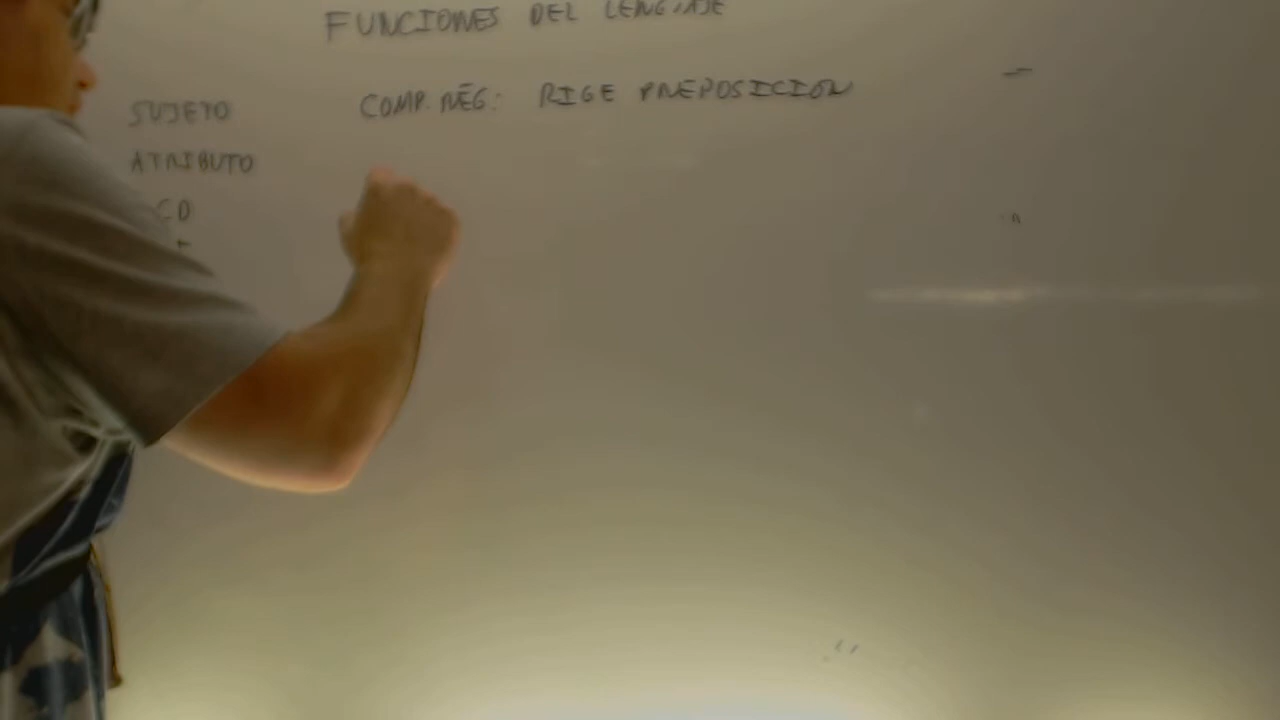 FUNCIONES DEL LENGUAJE
SUJETO
COMP. RÉG: RIGE PREPOSICION
ATRIBUTO
CD